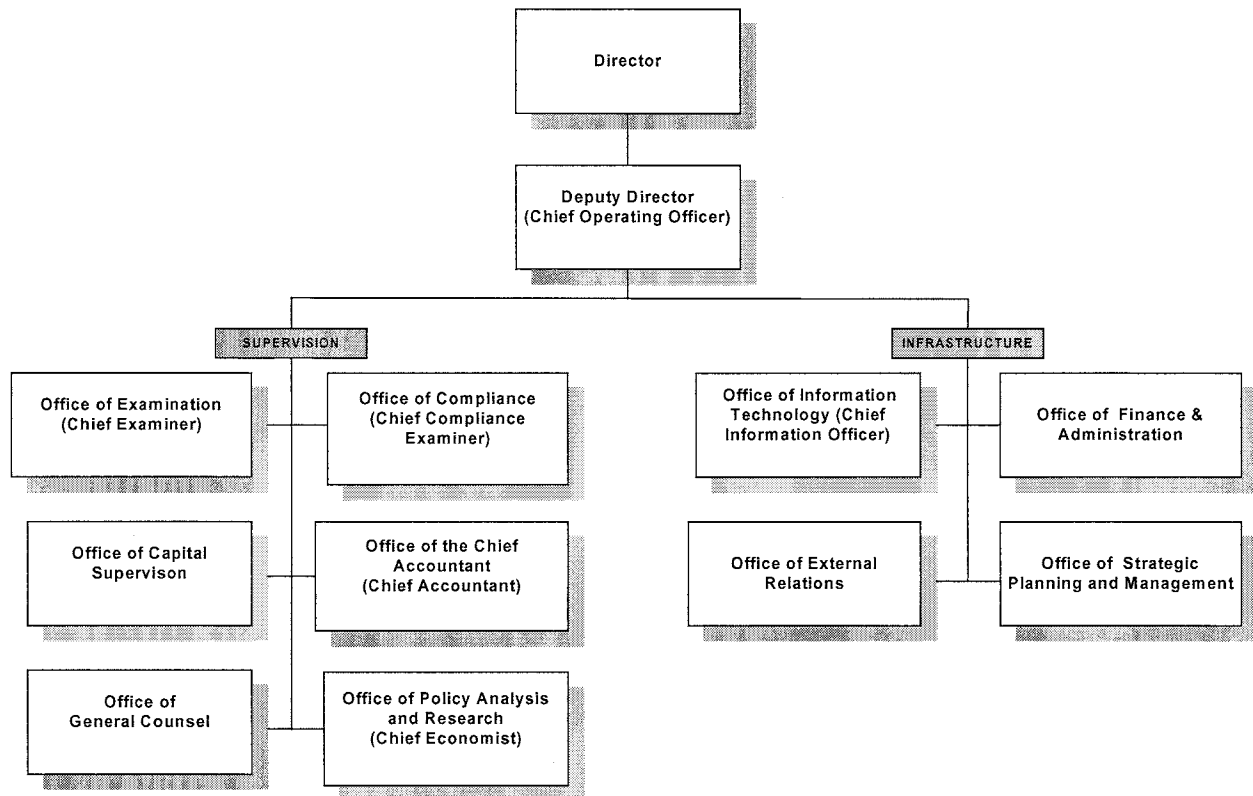 Director
Deputy Director
(Chief Operating Officer)
SUPERVISION
INFRASTRUCTURE
Office of Examination
(Chief Examiner)
Office of Compliance
(Chief Compliance
Examiner)
Office of Information
Technology (Chief
Information Officer)
Office of Finance &
Administration
Office of Capital
Supervison
Office of the Chief
Accountant
(Chief Accountant)
Office of External
Relations
Office of Strategic
Planning and Management
Office of
General Counsel
Office of Policy Analysis
and Research
(Chief Economist)